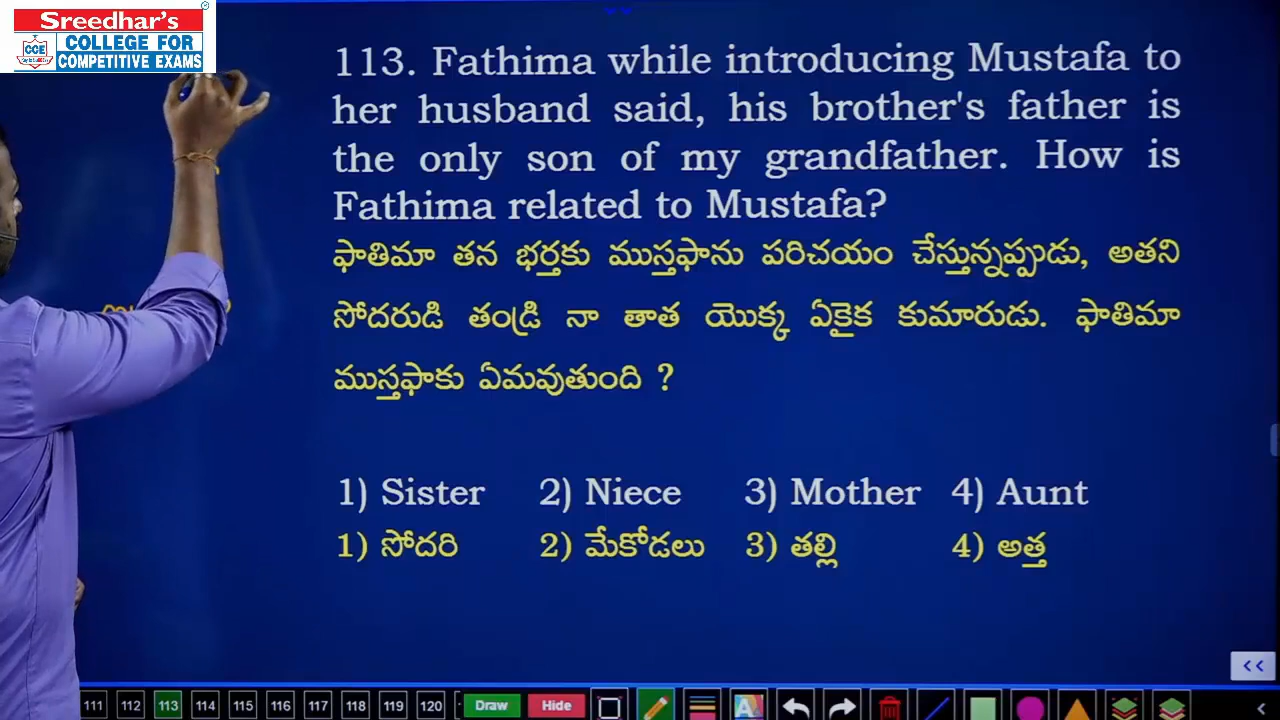 Sreedhar's
CCE
COLLEGE FOR
COMPETITIVE EXAMS
113. Fathima while introducing Mustafa to
her husband said, his brother's father is
the only son of my grandfather. How is
Fathima related to Mustafa?
ఫాతిమా తన భర్తకు ముస్తఫాను పరిచయం చేస్తున్నప్పుడు, అతని
సోదరుడి తండ్రి నా తాత యొక్క ఏకైక కుమారుడు. ఫాతిమా
ముస్తఫాకు ఏమవుతుంది ?
1) Sister 2) Niece 3) Mother 4) Aunt
1) సోదరి 2) మేకోడలు 3) తల్లి 4) అత్త
<<
111 112 113 114 115 116 117 118 119 120 Draw Hide